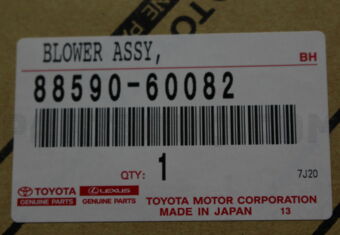 BLOWER ASSY,
BH
88590-60082
QTY: 1
7J20
TOYOTA LEXUS
GENUINE PARTS GENUINE PARTS
TOYOTA MOTOR CORPORATION
MADE IN JAPAN 13